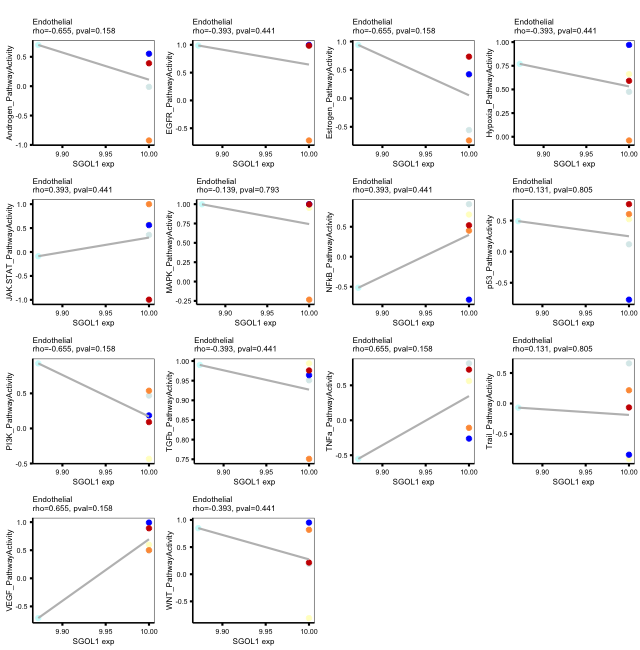 Endothelial
rho=-0.655, pval=0.158
Androgen_PathwayActivity
0.5
0.0
-0.5
-1.0
9.90
9.95
10.00
SGOL1 exp
Endothelial
rho=-0.393, pval=0.441
EGFR_PathwayActivity
1.0
0.5
0.0
-0.5
9.90
9.95
10.00
SGOL1 exp
Endothelial
rho=-0.655, pval=0.158
Estrogen_PathwayActivity
1.0
0.5
0.0
-0.5
9.90
9.95
10.00
SGOL1 exp
Endothelial
rho=-0.393, pval=0.441
Hypoxia_PathwayActivity
1.00
0.75
0.50
0.25
0.00
9.90
9.95
10.00
SGOL1 exp
Endothelial
rho=0.393, pval=0.441
JAK.STAT_PathwayActivity
1.0
0.5
0.0
-0.5
-1.0
9.90
9.95
10.00
SGOL1 exp
Endothelial
rho=-0.139, pval=0.793
MAPK_PathwayActivity
1.00
0.75
0.50
0.25
0.00
-0.25
9.90
9.95
10.00
SGOL1 exp
Endothelial
rho=0.393, pval=0.441
NFkB_PathwayActivity
0.5
0.0
-0.5
9.90
9.95
10.00
SGOL1 exp
Endothelial
rho=0.131, pval=0.805
p53_PathwayActivity
0.5
0.0
-0.5
9.90
9.95
10.00
SGOL1 exp
Endothelial
rho=-0.655, pval=0.158
PI3K_PathwayActivity
0.5
0.0
-0.5
9.90
9.95
10.00
SGOL1 exp
Endothelial
rho=-0.393, pval=0.441
TGFb_PathwayActivity
1.00
0.95
0.90
0.85
0.80
0.75
9.90
9.95
10.00
SGOL1 exp
Endothelial
rho=0.655, pval=0.158
TNFa_PathwayActivity
0.5
0.0
-0.5
9.90
9.95
10.00
SGOL1 exp
Endothelial
rho=0.131, pval=0.805
Trail_PathwayActivity
0.5
0.0
-0.5
9.90
9.95
10.00
SGOL1 exp
Endothelial
rho=0.655, pval=0.158
VEGF_PathwayActivity
1.0
0.5
0.0
-0.5
9.90
9.95
10.00
SGOL1 exp
Endothelial
rho=-0.393, pval=0.441
WNT_PathwayActivity
1.0
0.5
0.0
-0.5
9.90
9.95
10.00
SGOL1 exp